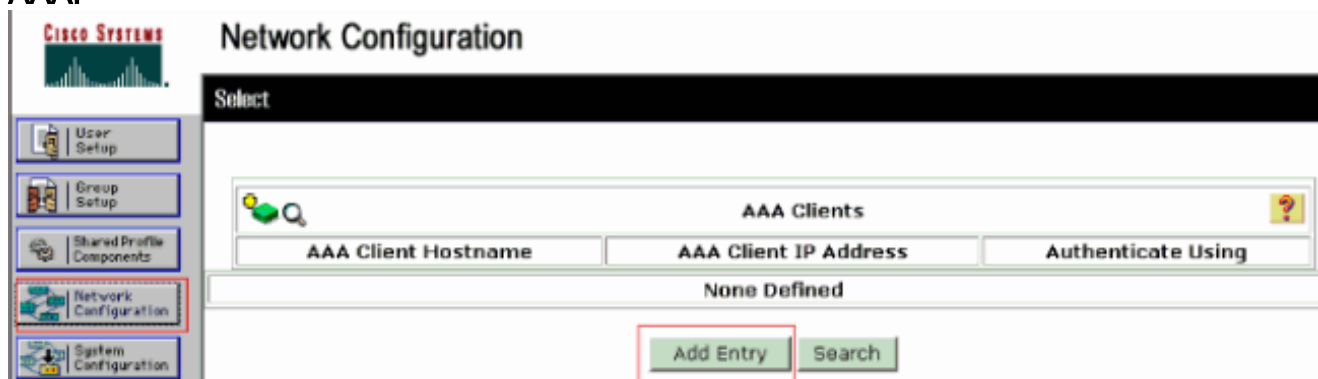 CISCO SYSTEMS
Network Configuration
Select
User
Setup
Group
Setup
Shared Profile
Components
Network
Configuration
System
Configuration
AAA Clients
?
AAA Client Hostname AAA Client IP Address Authenticate Using
None Defined
Add Entry Search